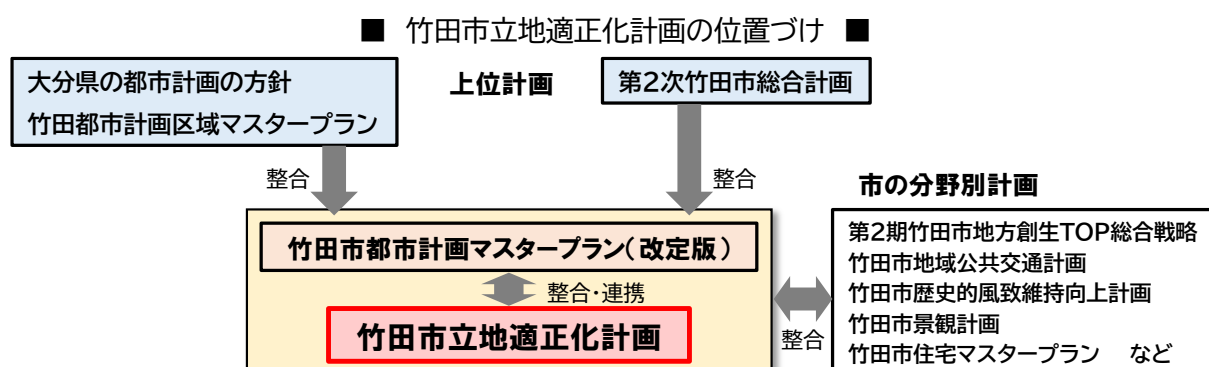 ■ 竹田市立地適正化計画の位置づけ ■
大分県の都市計画の方針
竹田都市計画区域マスタープラン
上位計画
第2次竹田市総合計画
整合
整合
市の分野別計画
竹田市都市計画マスタープラン(改定版)
整合・連携
竹田市立地適正化計画
整合
第2期竹田市地方創生TOP総合戦略
竹田市地域公共交通計画
竹田市歴史的風致維持向上計画
竹田市景観計画
竹田市住宅マスタープラン など